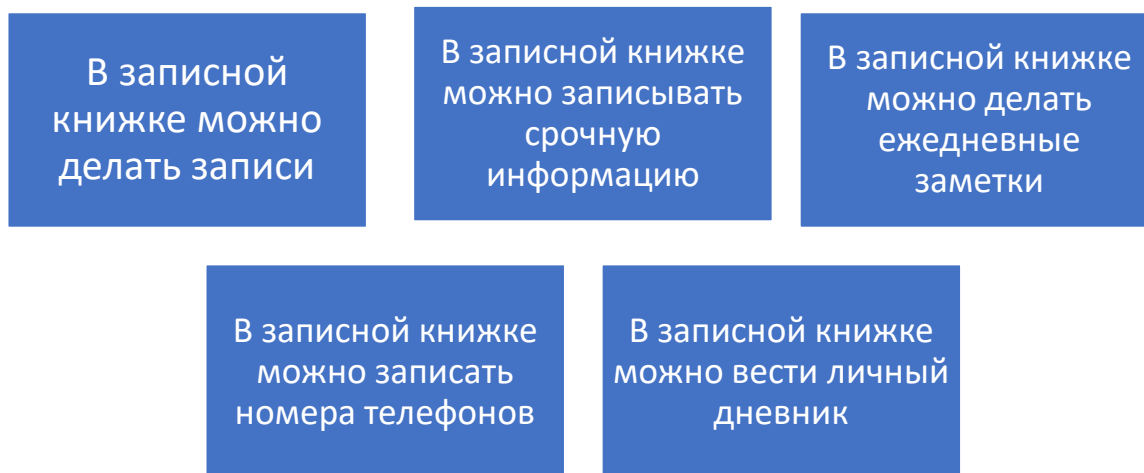 В записной
книжке можно
делать записи
В записной книжке
можно записывать
срочную
информацию
В записной книжке
можно делать
ежедневные
заметки
В записной книжке
можно записать
номера телефонов
В записной книжке
можно вести личный
дневник